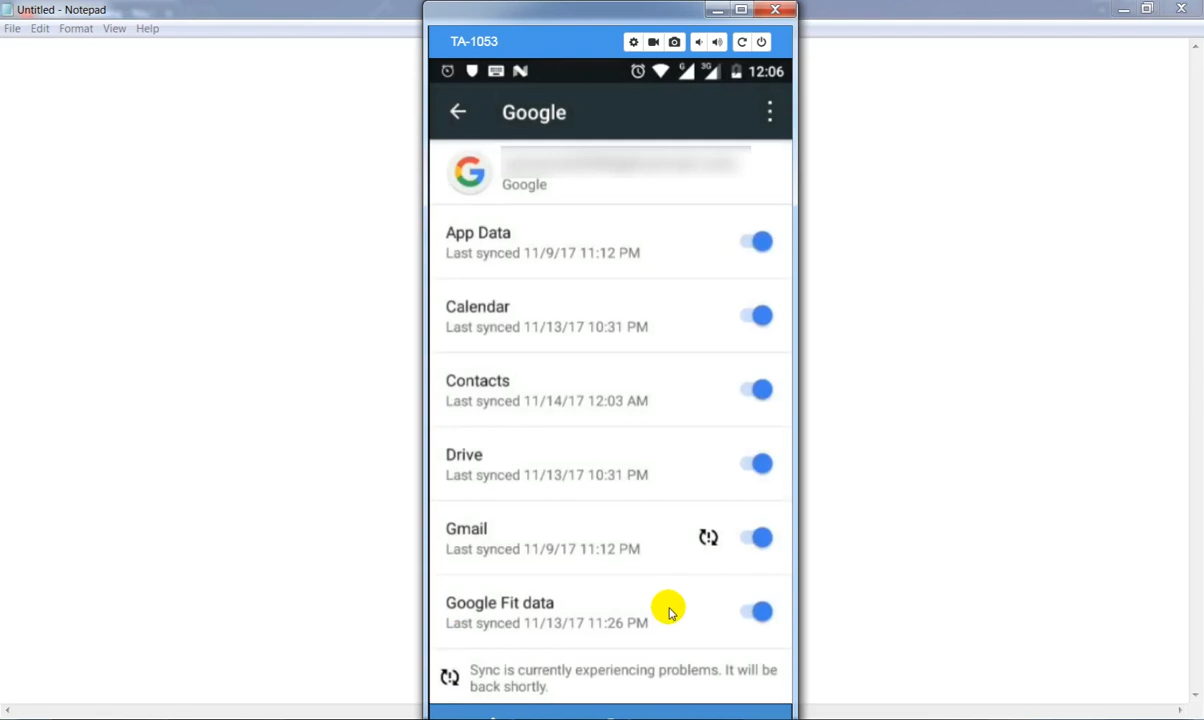 Untitled - Notepad
File Edit Format View Help
TA-1053
G 3G 12:06
Google
Google
App Data
Last synced 11/9/17 11:12 PM
Calendar
Last synced 11/13/17 10:31 PM
Contacts
Last synced 11/14/17 12:03 AM
Drive
Last synced 11/13/17 10:31 PM
Gmail
Last synced 11/9/17 11:12 PM
Google Fit data
Last synced 11/13/17 11:26 PM
Sync is currently experiencing problems. It will be
back shortly.